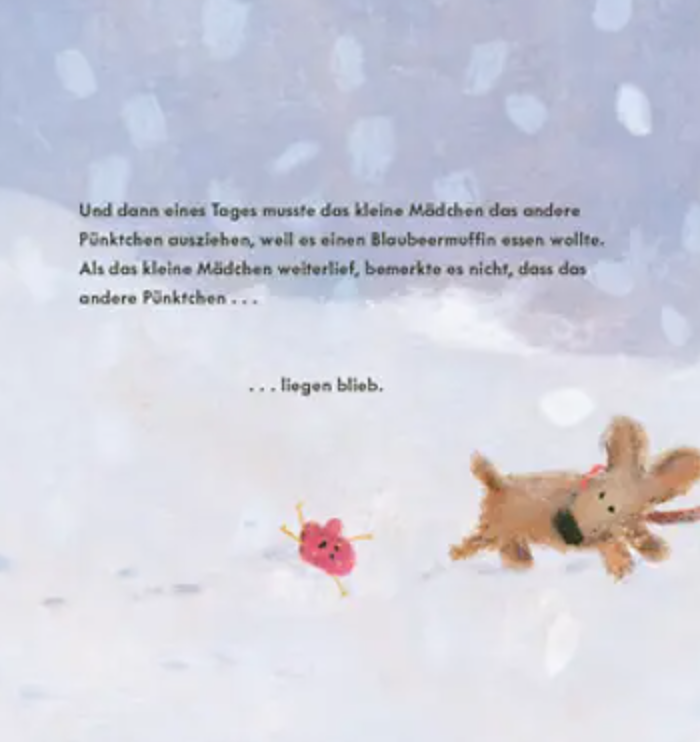 Und dann eines Tages musste das kleine Mädchen das andere
Pünktchen ausziehen, weil es einen Blaubeermuffin essen wollte.
Als das kleine Mädchen weiterlief, bemerkte es nicht, dass das
andere Pünktchen . . .
. . . liegen blieb.